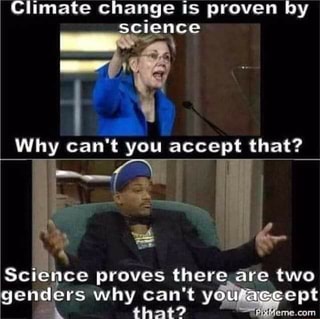 Climate change is proven by
science
Why can't you accept that?
Science proves there are two
genders why can't you accept
that?
PixMeme.com